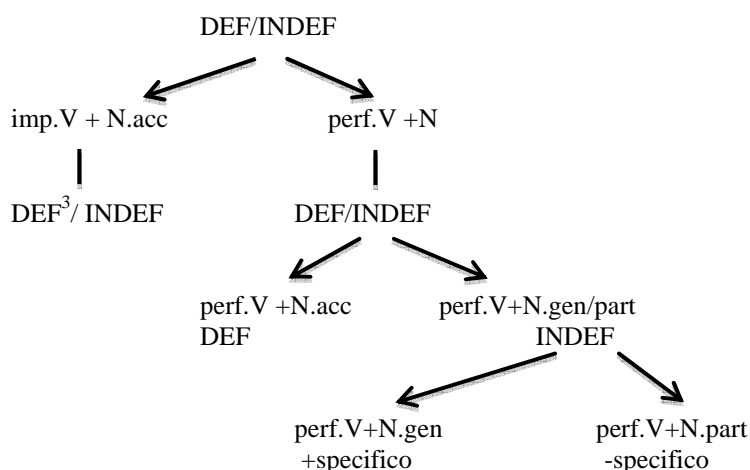 DEF/INDEF
imp.V + N.acc perf.V +N
DEF³/ INDEF DEF/INDEF
perf.V +N.acc perf.V+N.gen/part
DEF INDEF
perf.V+N.gen perf.V+N.part
+specifico -specifico